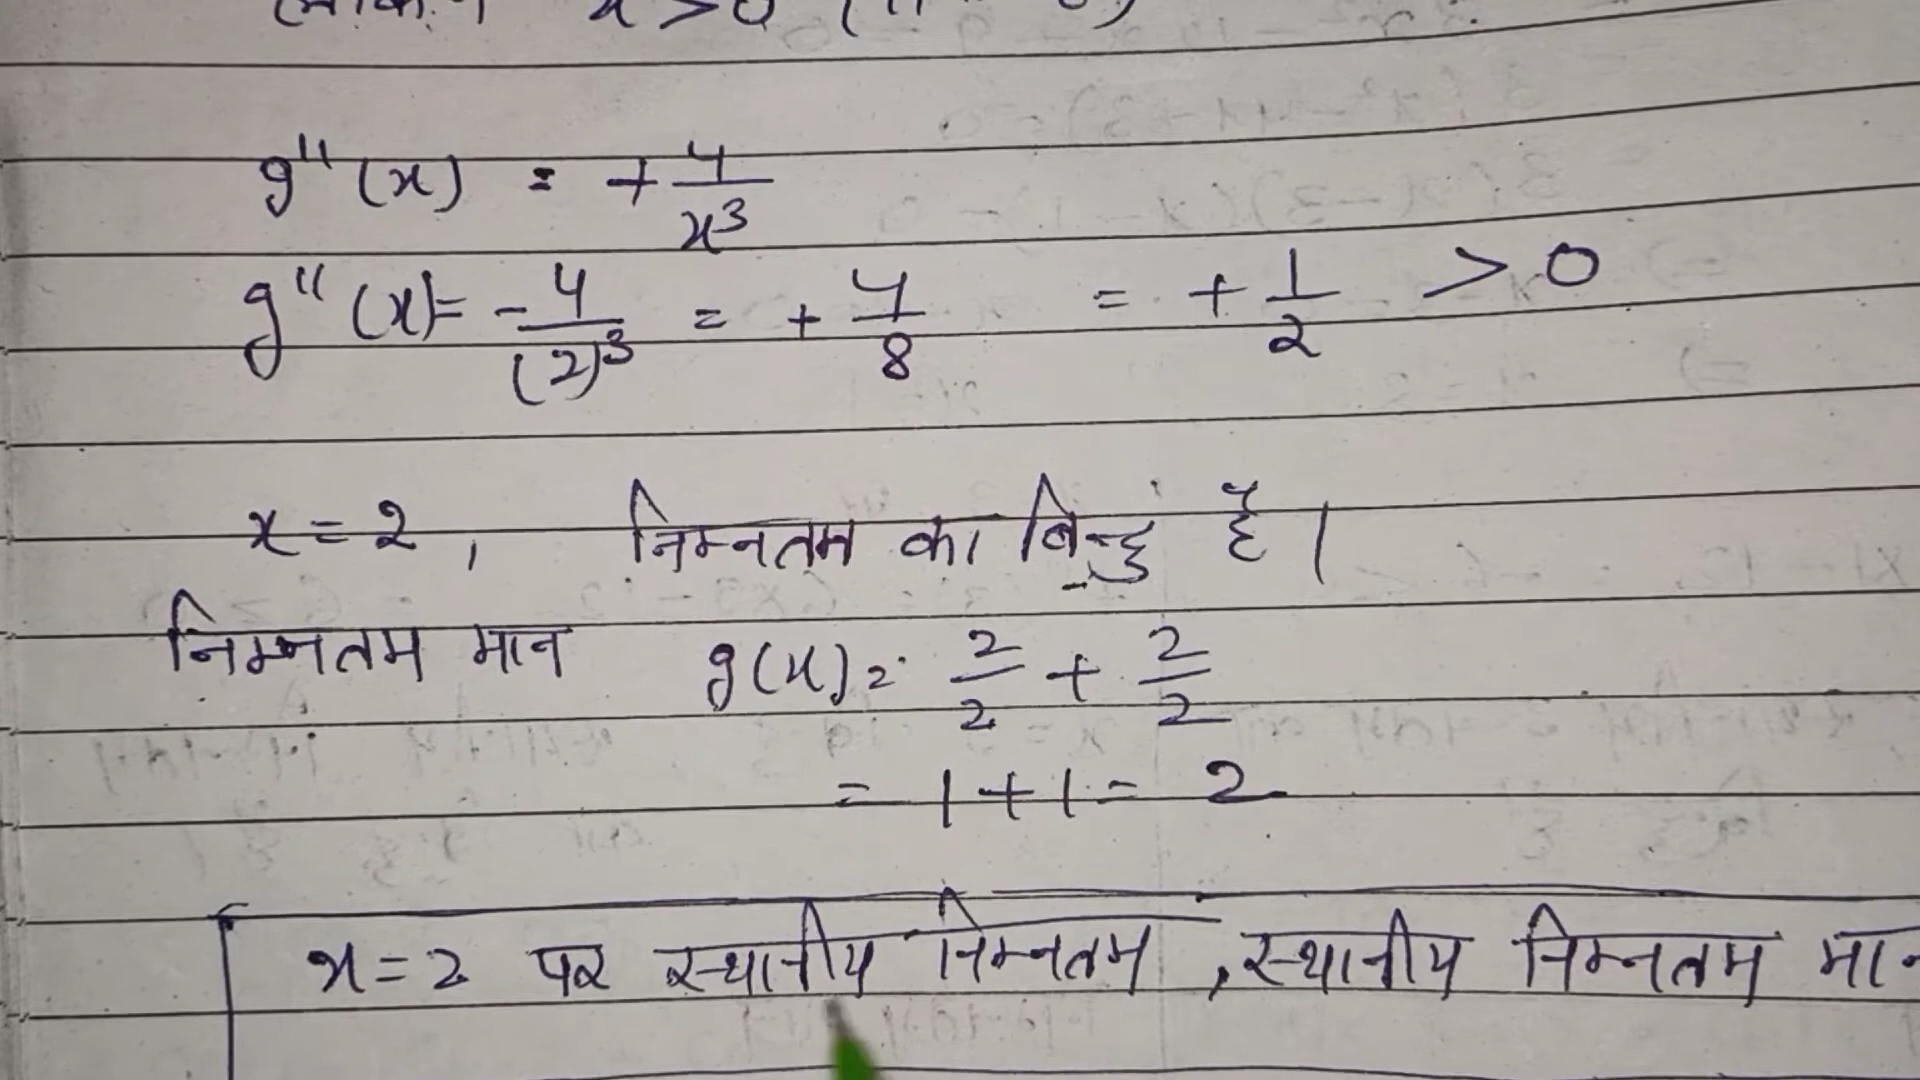 x > 0
g''(x) = + 4/x³
g''(x) = - 4/(2)³ = + 4/8 = + 1/2 > 0
x = 2, निम्नतम का बिन्दु है।
निम्नतम मान g(x) = 2/2 + 2/2
= 1 + 1 = 2
x = 2 पर स्थानीय निम्नतम, स्थानीय निम्नतम मान